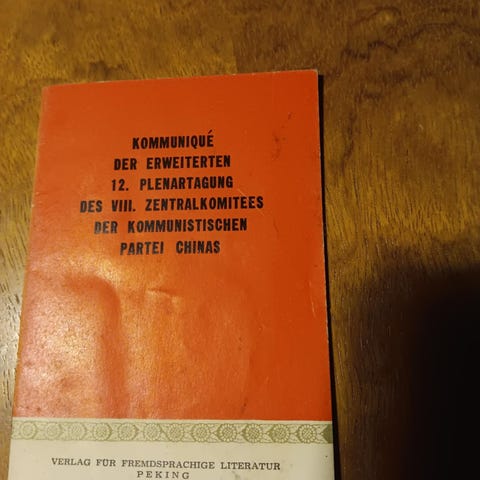 KOMMUNIQUÉ
DER ERWEITERTEN
12. PLENARTAGUNG
DES VIII. ZENTRALKOMITEES
DER KOMMUNISTISCHEN
PARTEI CHINAS
VERLAG FÜR FREMDSPRACHIGE LITERATUR
PEKING